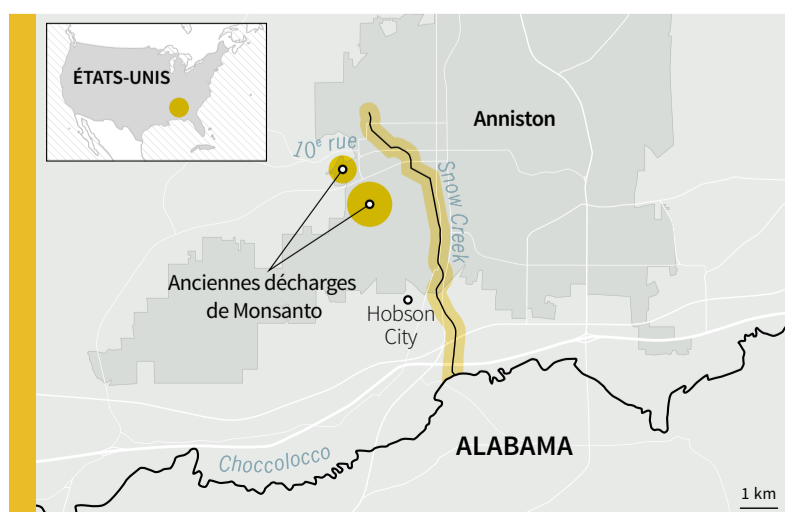 ÉTATS-UNIS
Anniston
10e rue
Snow Creek
Anciennes décharges
de Monsanto
Hobson
City
ALABAMA
Choccolocco
1 km